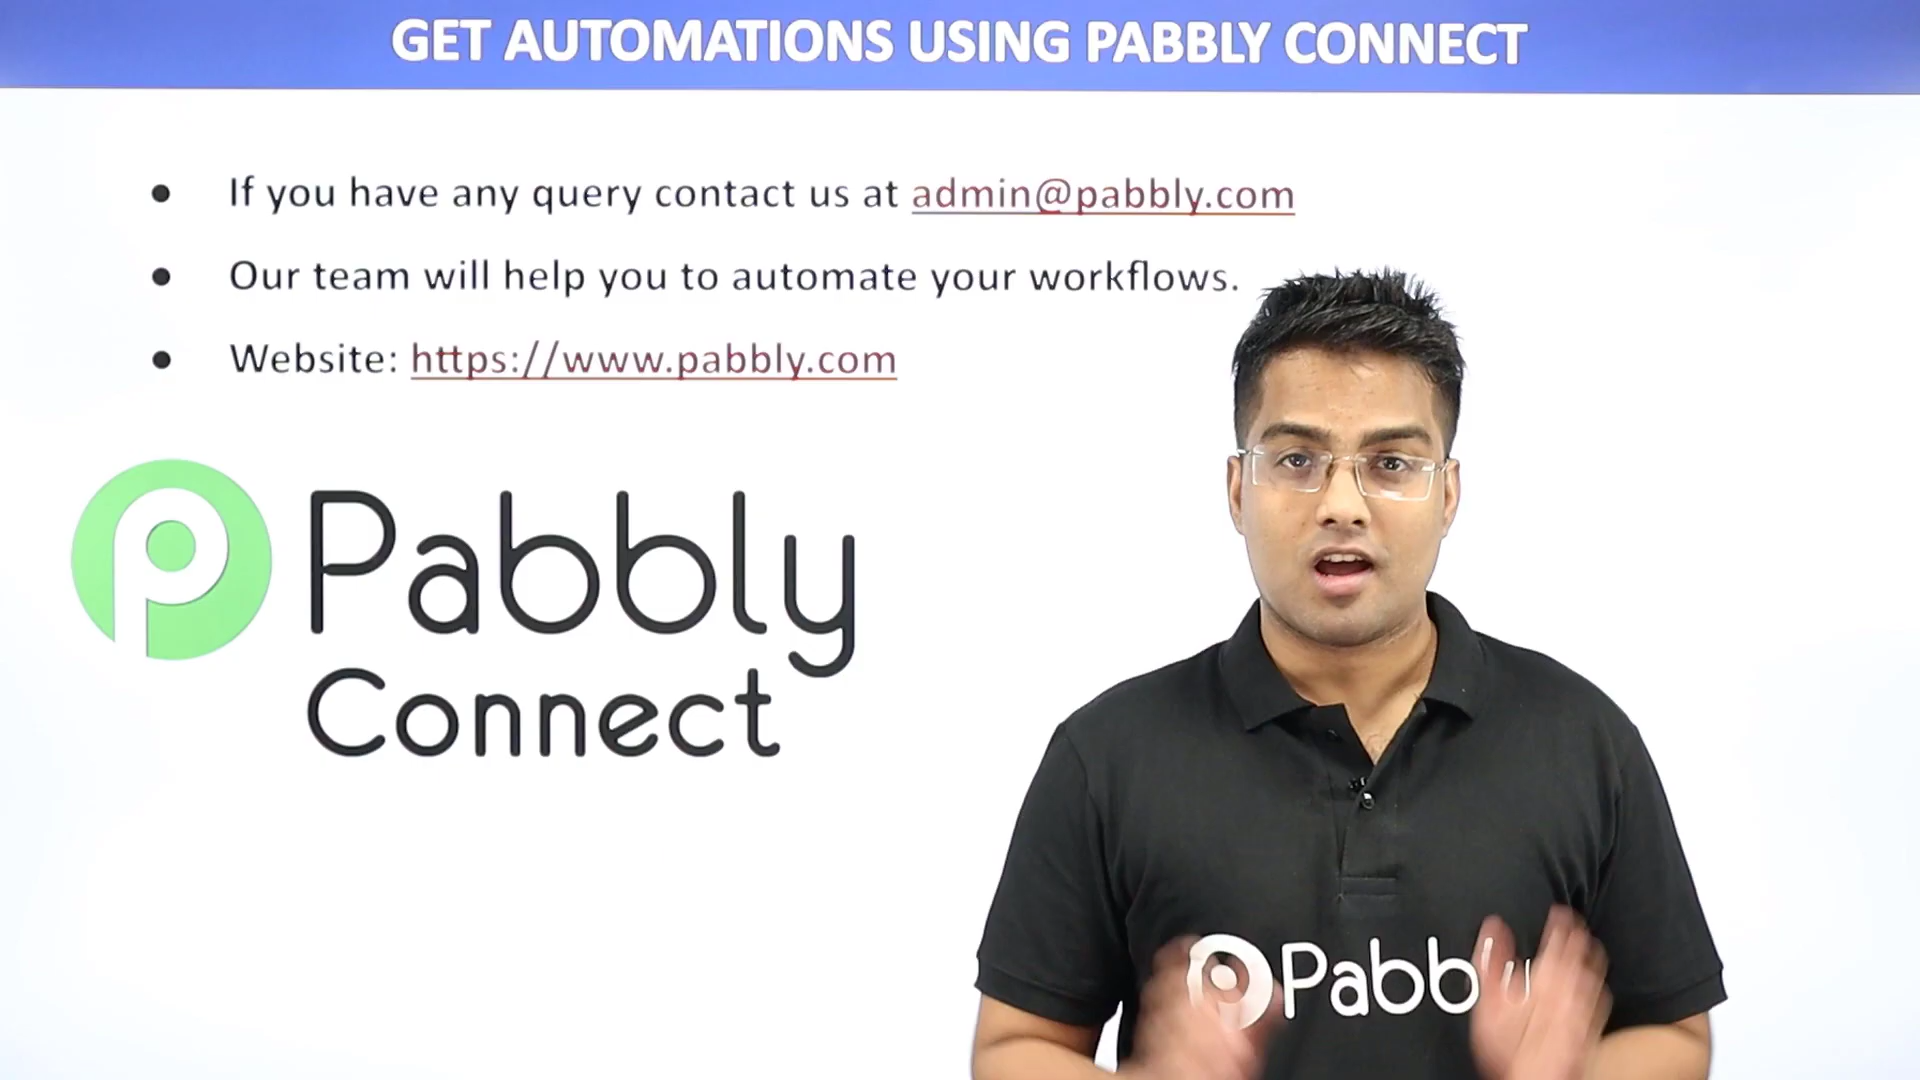 GET AUTOMATIONS USING PABBLY CONNECT
● If you have any query contact us at admin@pabbly.com
● Our team will help you to automate your workflows.
● Website: https://www.pabbly.com
Pabbly
Connect
Pabbly